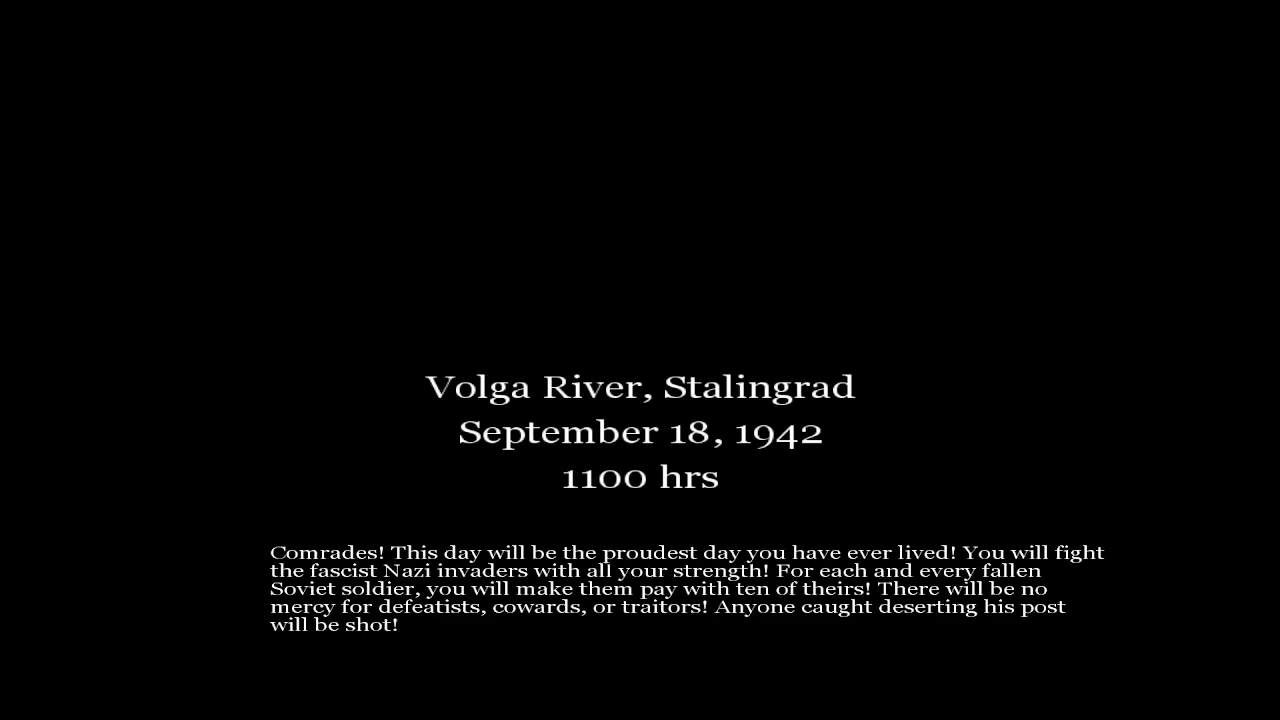 Volga River, Stalingrad
September 18, 1942
1100 hrs
Comrades! This day will be the proudest day you have ever lived! You will fight
the fascist Nazi invaders with all your strength! For each and every fallen
Soviet soldier, you will make them pay with ten of theirs! There will be no
mercy for defeatists, cowards, or traitors! Anyone caught deserting his post
will be shot!